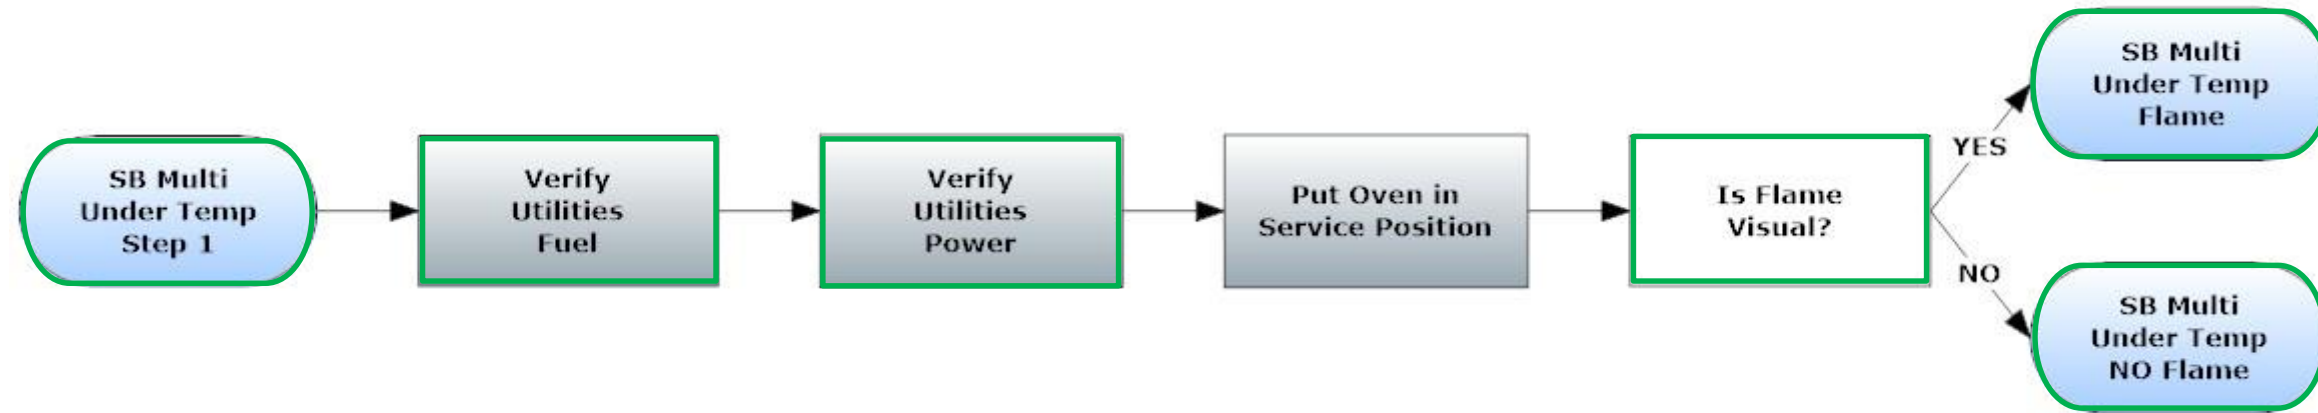 SB Multi
Under Temp
Step 1
Verify
Utilities
Fuel
Verify
Utilities
Power
Put Oven in
Service Position
Is Flame
Visual?
YES
NO
SB Multi
Under Temp
Flame
SB Multi
Under Temp
NO Flame